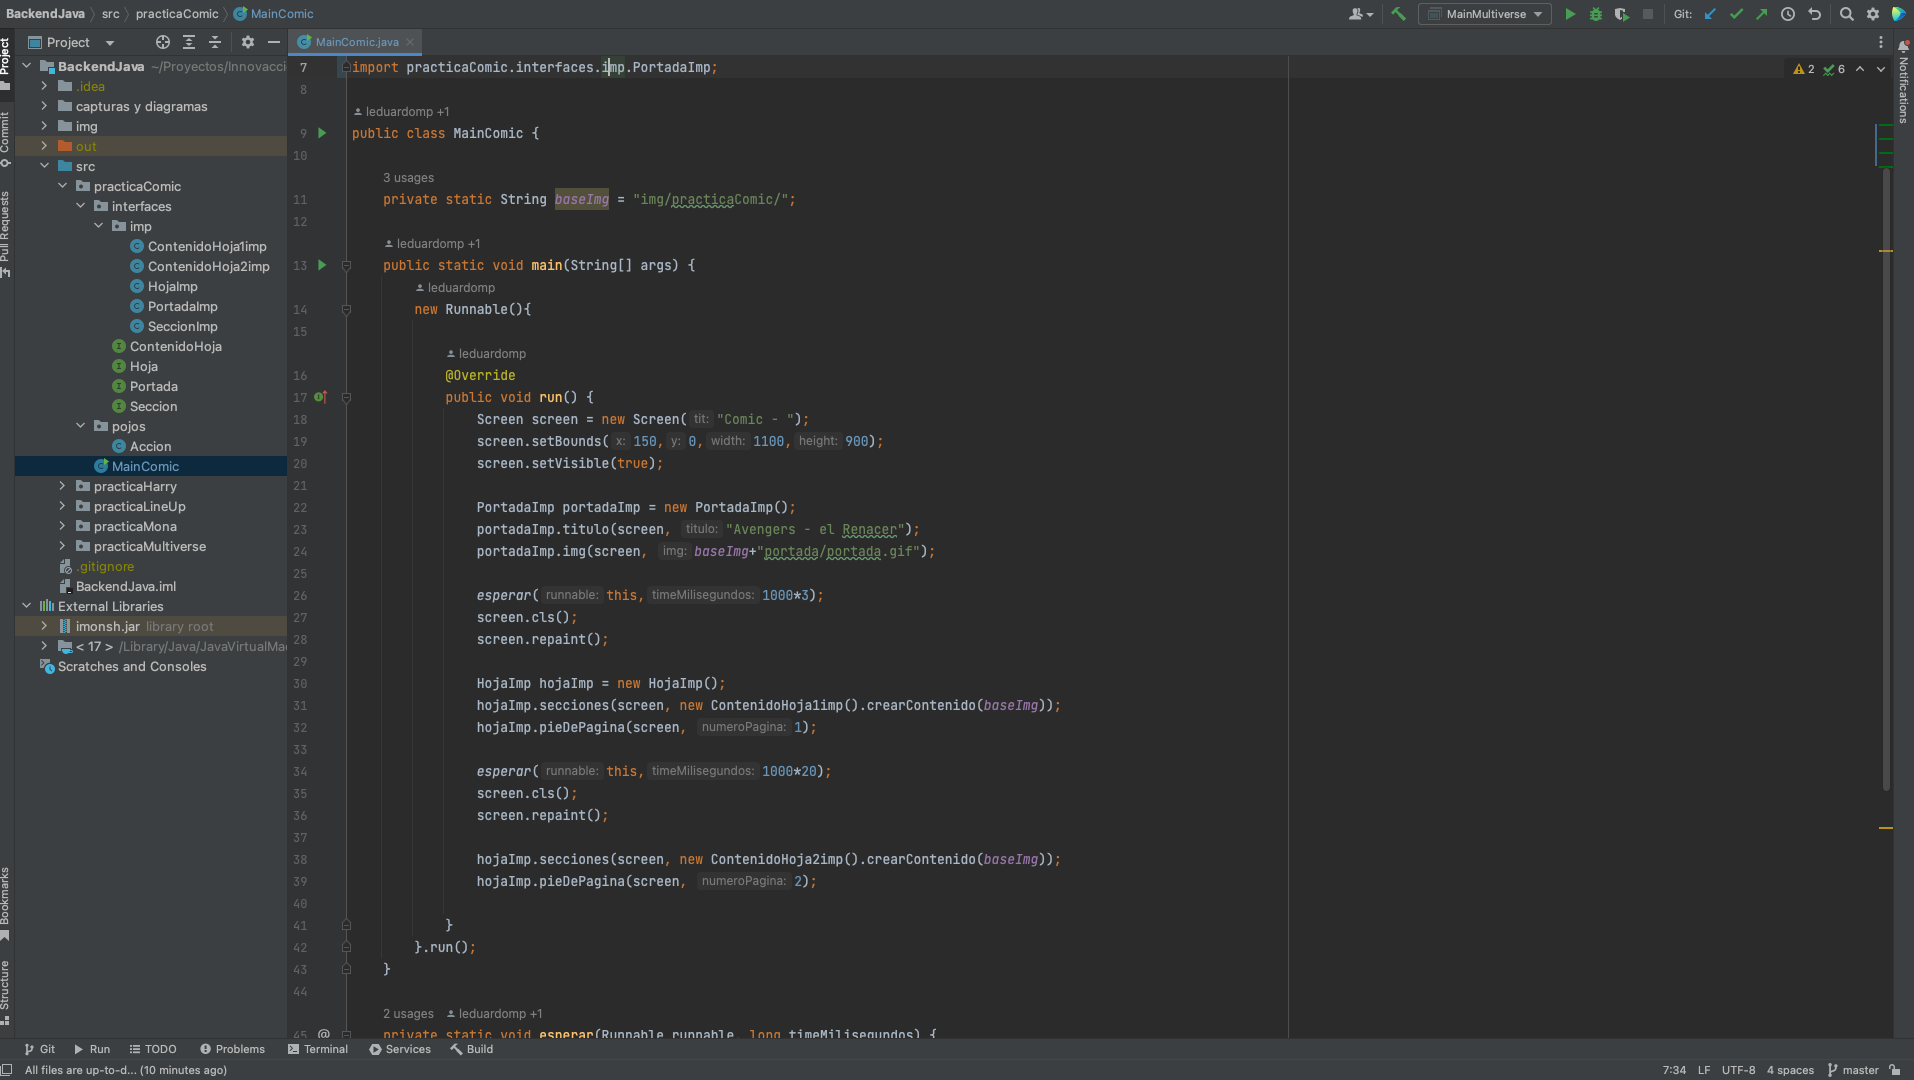 BackendJava src practicaComic MainComic
MainMultiverse Git:
Project
MainComic.java
Project
Commit
Pull Requests
Bookmarks
Structure
Notifications
BackendJava ~/Proyectos/Innovacci
.idea
capturas y diagramas
img
out
src
practicaComic
interfaces
imp
ContenidoHoja1imp
ContenidoHoja2imp
HojaImp
PortadaImp
SeccionImp
ContenidoHoja
Hoja
Portada
Seccion
pojos
Accion
MainComic
practicaHarry
practicaLineUp
practicaMona
practicaMultiverse
.gitignore
BackendJava.iml
External Libraries
imonsh.jar library root
< 17 > /Library/Java/JavaVirtualMa
Scratches and Consoles
2 6
7 import practicaComic.interfaces.imp.PortadaImp;
8
leduardomp +1
9 public class MainComic {
10
3 usages
11 private static String baseImg = "img/practicaComic/";
12
leduardomp +1
13 public static void main(String[] args) {
leduardomp
14 new Runnable(){
15
leduardomp
16 @Override
17 public void run() {
18 Screen screen = new Screen( tit: "Comic - ");
19 screen.setBounds( x: 150, y: 0, width: 1100, height: 900);
20 screen.setVisible(true);
21
22 PortadaImp portadaImp = new PortadaImp();
23 portadaImp.titulo(screen, titulo: "Avengers - el Renacer");
24 portadaImp.img(screen, img: baseImg+"portada/portada.gif");
25
26 esperar( runnable: this, timeMilisegundos: 1000*3);
27 screen.cls();
28 screen.repaint();
29
30 HojaImp hojaImp = new HojaImp();
31 hojaImp.secciones(screen, new ContenidoHoja1imp().crearContenido(baseImg));
32 hojaImp.pieDePagina(screen, numeroPagina: 1);
33
34 esperar( runnable: this, timeMilisegundos: 1000*20);
35 screen.cls();
36 screen.repaint();
37
38 hojaImp.secciones(screen, new ContenidoHoja2imp().crearContenido(baseImg));
39 hojaImp.pieDePagina(screen, numeroPagina: 2);
40
41 }
42 }.run();
43 }
44
2 usages leduardomp +1
45 @ private static void esperar(Runnable runnable, long timeMilisegundos) {
Git Run TODO Problems Terminal Services Build
All files are up-to-d... (10 minutes ago) 7:34 LF UTF-8 4 spaces master